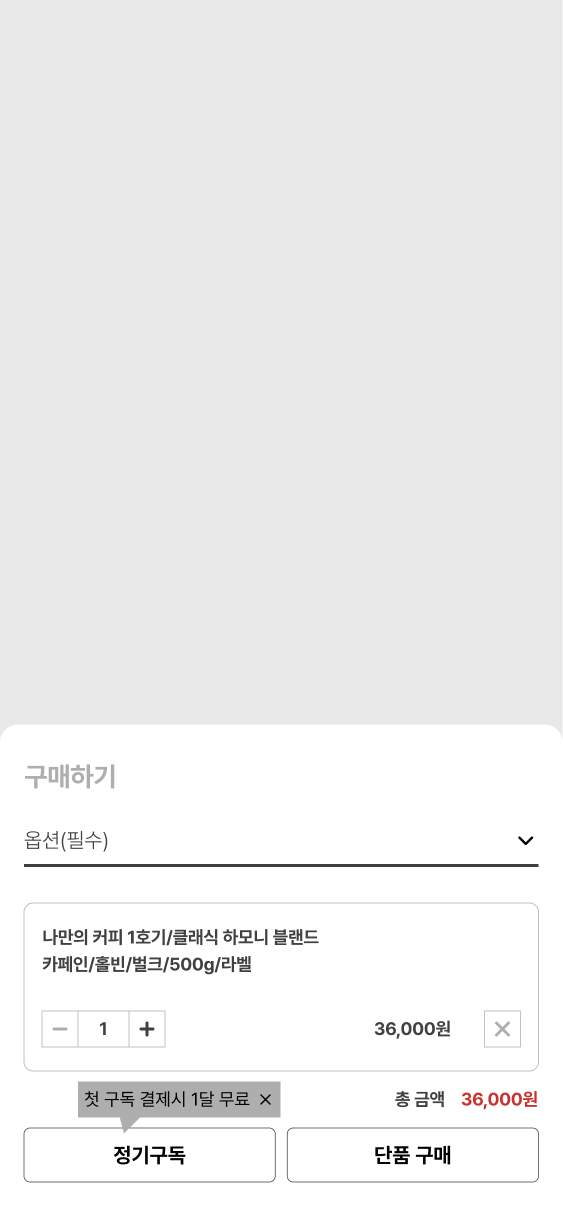 구매하기
옵션(필수)
나만의 커피 1호기/클래식 하모니 블랜드
카페인/홀빈/벌크/500g/라벨
1 36,000원
첫 구독 결제시 1달 무료 총 금액 36,000원
정기구독 단품 구매